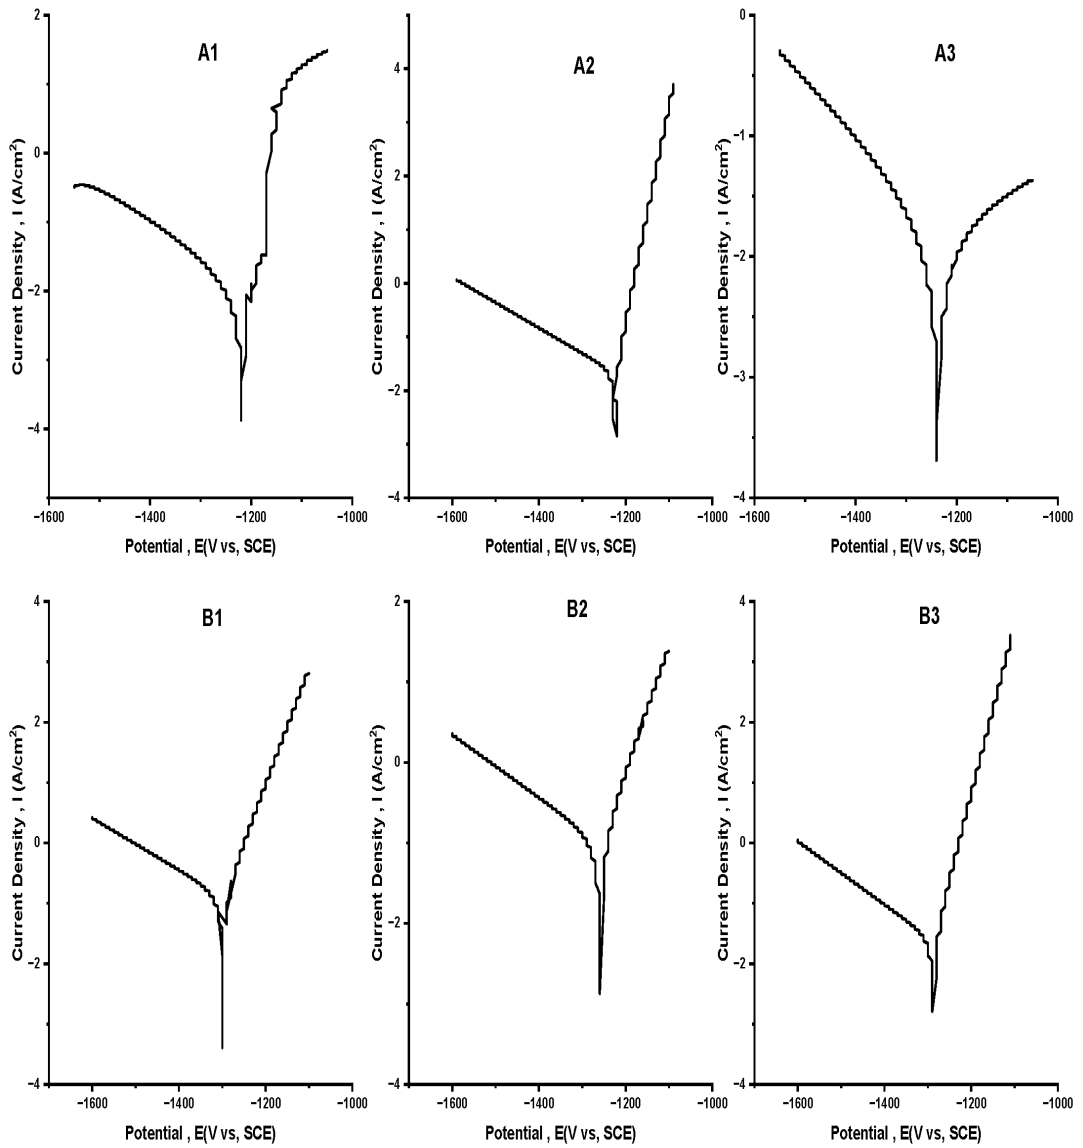 A1
2
0
−2
−4
−1600
−1400
−1200
−1000
Current Density , I (A/cm²)
Potential , E(V vs, SCE)
A2
4
2
0
−2
−4
−1600
−1400
−1200
−1000
Current Density , I (A/cm²)
Potential , E(V vs, SCE)
A3
0
−1
−2
−3
−4
−1600
−1400
−1200
−1000
Current Density , I (A/cm²)
Potential , E(V vs, SCE)
B1
4
2
0
−2
−4
−1600
−1400
−1200
−1000
Current Density , I (A/cm²)
Potential , E(V vs, SCE)
B2
2
0
−2
−4
−1600
−1400
−1200
−1000
Current Density , I (A/cm²)
Potential , E(V vs, SCE)
B3
4
2
0
−2
−4
−1600
−1400
−1200
−1000
Current Density , I (A/cm²)
Potential , E(V vs, SCE)